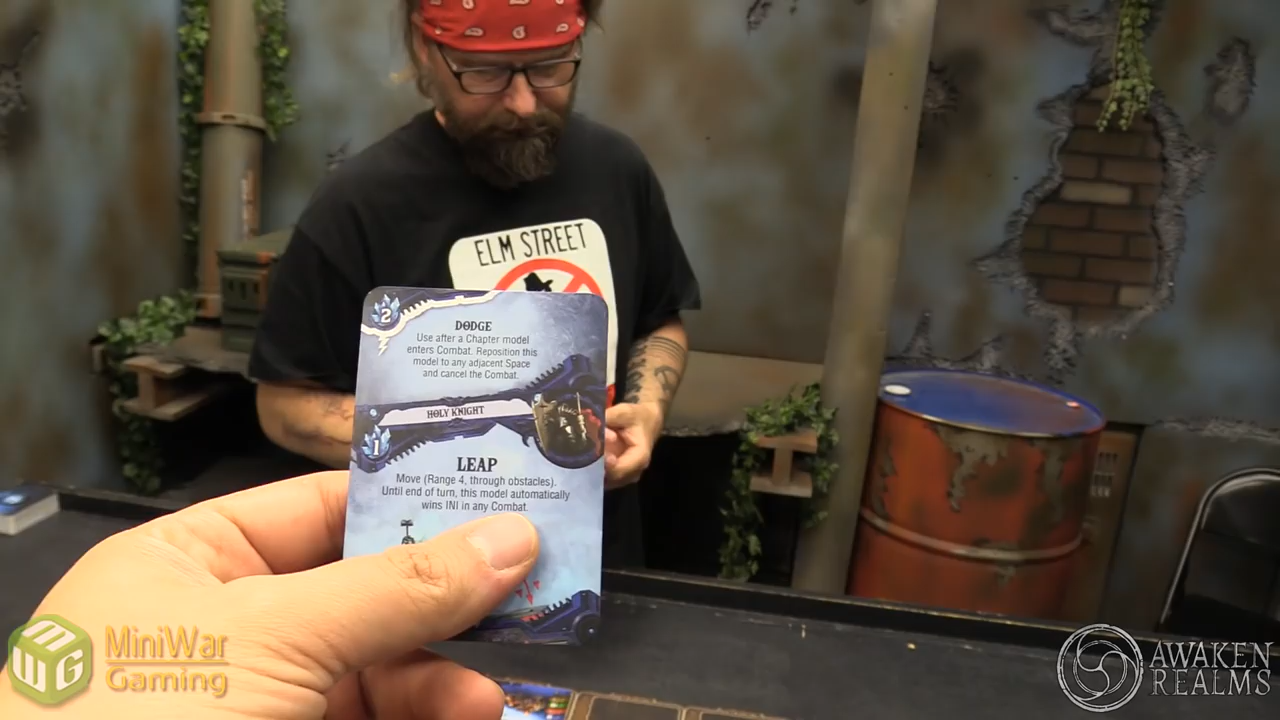 ELM STREET
2
DODGE
Use after a Chapter model
enters Combat. Reposition this
model to any adjacent Space
and cancel the Combat.
HOLY KNIGHT
1
LEAP
Move (Range 4, through obstacles).
Until end of turn, this model automatically
wins INI in any Combat.
MWG
MiniWar
Gaming
AWAKEN
REALMS